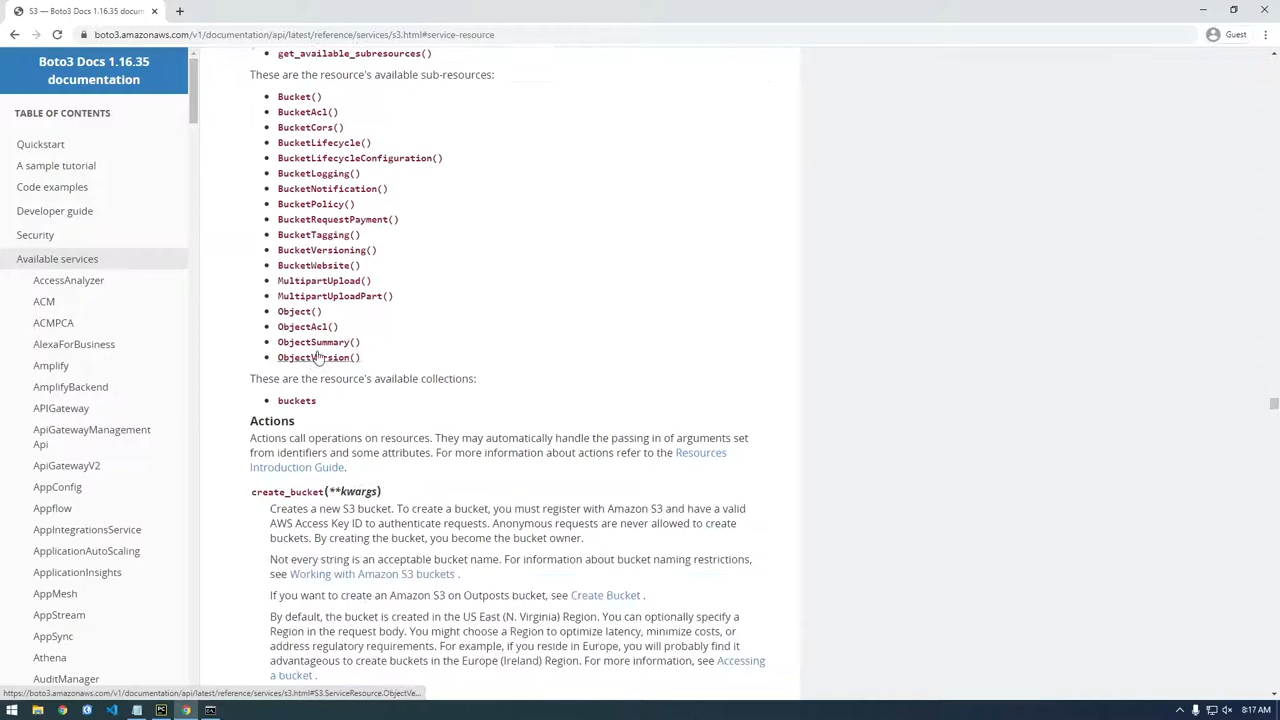 S3 — Boto3 Docs 1.16.35 docum
boto3.amazonaws.com/v1/documentation/api/latest/reference/services/s3.html#service-resource
Guest
Boto3 Docs 1.16.35
documentation
TABLE OF CONTENTS
Quickstart
A sample tutorial
Code examples
Developer guide
Security
Available services
AccessAnalyzer
ACM
ACMPCA
AlexaForBusiness
Amplify
AmplifyBackend
APIGateway
ApiGatewayManagement
Api
ApiGatewayV2
AppConfig
Appflow
AppIntegrationsService
ApplicationAutoScaling
ApplicationInsights
AppMesh
AppStream
AppSync
Athena
AuditManager
get_available_subresources()
These are the resource's available sub-resources:
Bucket()
BucketAcl()
BucketCors()
BucketLifecycle()
BucketLifecycleConfiguration()
BucketLogging()
BucketNotification()
BucketPolicy()
BucketRequestPayment()
BucketTagging()
BucketVersioning()
BucketWebsite()
MultipartUpload()
MultipartUploadPart()
Object()
ObjectAcl()
ObjectSummary()
ObjectVersion()
These are the resource's available collections:
buckets
Actions
Actions call operations on resources. They may automatically handle the passing in of arguments set
from identifiers and some attributes. For more information about actions refer to the Resources
Introduction Guide.
create_bucket(**kwargs)
Creates a new S3 bucket. To create a bucket, you must register with Amazon S3 and have a valid
AWS Access Key ID to authenticate requests. Anonymous requests are never allowed to create
buckets. By creating the bucket, you become the bucket owner.
Not every string is an acceptable bucket name. For information about bucket naming restrictions,
see Working with Amazon S3 buckets .
If you want to create an Amazon S3 on Outposts bucket, see Create Bucket .
By default, the bucket is created in the US East (N. Virginia) Region. You can optionally specify a
Region in the request body. You might choose a Region to optimize latency, minimize costs, or
address regulatory requirements. For example, if you reside in Europe, you will probably find it
advantageous to create buckets in the Europe (Ireland) Region. For more information, see Accessing
a bucket .
https://boto3.amazonaws.com/v1/documentation/api/latest/reference/services/s3.html#S3.ServiceResource.ObjectVe...
8:17 AM